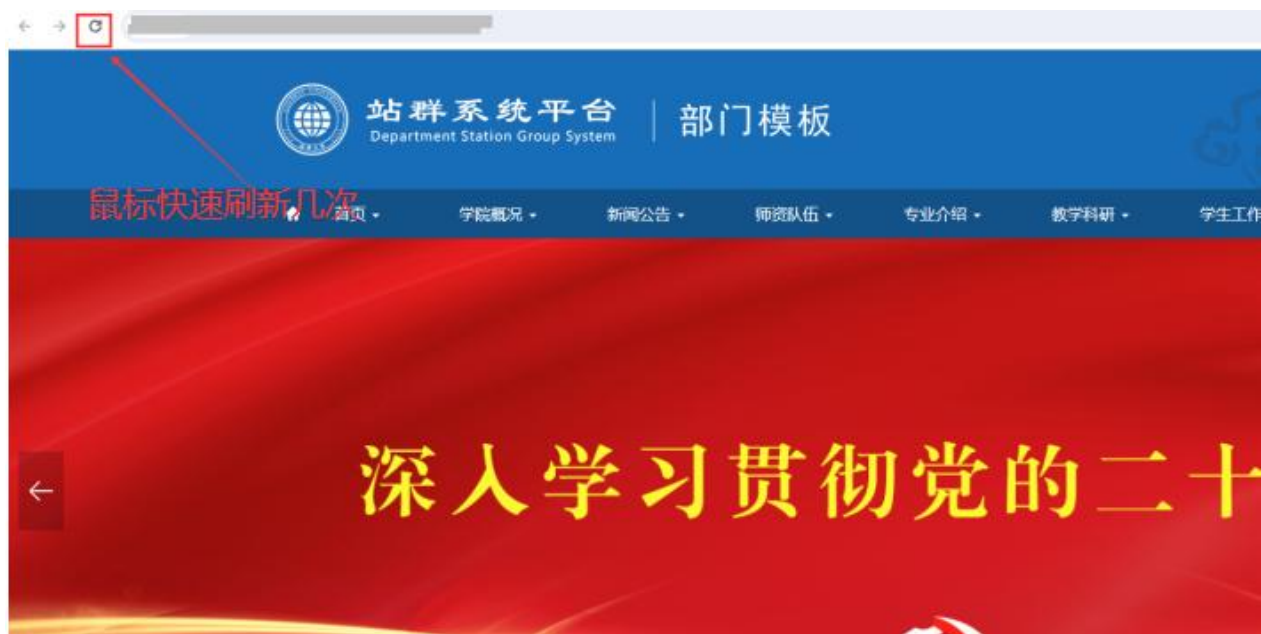 站群系统平台 部门模板
Department Station Group System
鼠标快速刷新几次
首页 学院概况 新闻公告 师资队伍 专业介绍 教学科研 学生工作
深入学习贯彻党的二十